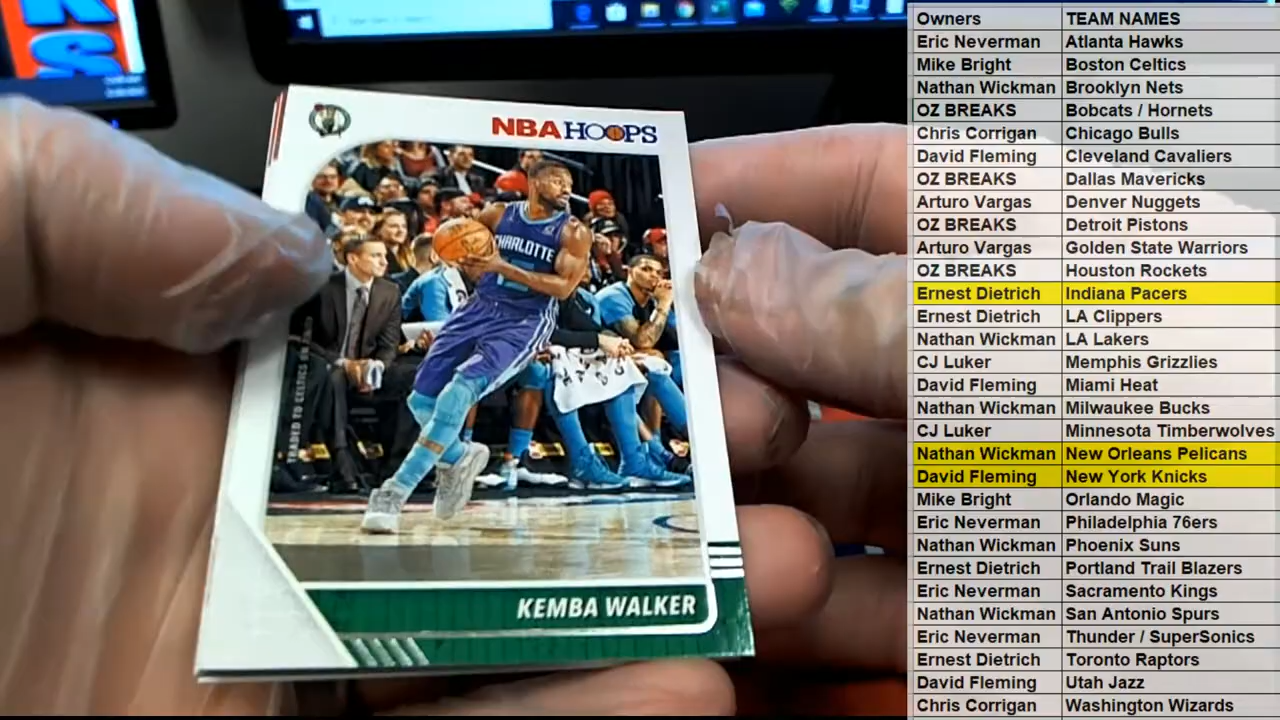 NBA HOOPS
CHARLOTTE
15
TRADED TO CELTICS
KEMBA WALKER
Owners TEAM NAMES
Eric Neverman Atlanta Hawks
Mike Bright Boston Celtics
Nathan Wickman Brooklyn Nets
OZ BREAKS Bobcats / Hornets
Chris Corrigan Chicago Bulls
David Fleming Cleveland Cavaliers
OZ BREAKS Dallas Mavericks
Arturo Vargas Denver Nuggets
OZ BREAKS Detroit Pistons
Arturo Vargas Golden State Warriors
OZ BREAKS Houston Rockets
Ernest Dietrich Indiana Pacers
Ernest Dietrich LA Clippers
Nathan Wickman LA Lakers
CJ Luker Memphis Grizzlies
David Fleming Miami Heat
Nathan Wickman Milwaukee Bucks
CJ Luker Minnesota Timberwolves
Nathan Wickman New Orleans Pelicans
David Fleming New York Knicks
Mike Bright Orlando Magic
Eric Neverman Philadelphia 76ers
Nathan Wickman Phoenix Suns
Ernest Dietrich Portland Trail Blazers
Eric Neverman Sacramento Kings
Nathan Wickman San Antonio Spurs
Eric Neverman Thunder / SuperSonics
Ernest Dietrich Toronto Raptors
David Fleming Utah Jazz
Chris Corrigan Washington Wizards